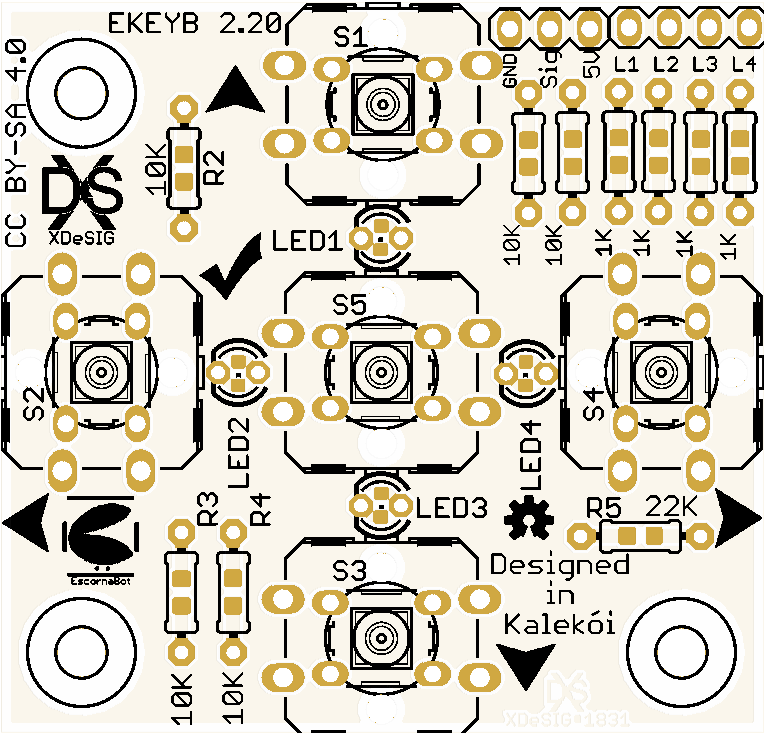 EKEYB 2.20
S1
GND
Sig
5V
L1
L2
L3
L4
CC BY-SA 4.0
10K
R2
XDS
XDeSIG
10K
10K
1K
1K
1K
1K
LED1
S5
S2
S4
LED2
LED4
LED3
R3
R4
R5
22K
EscornaBot
S3
Designed
in
Kalekói
10K
10K
XDS
XDeSIG 1831